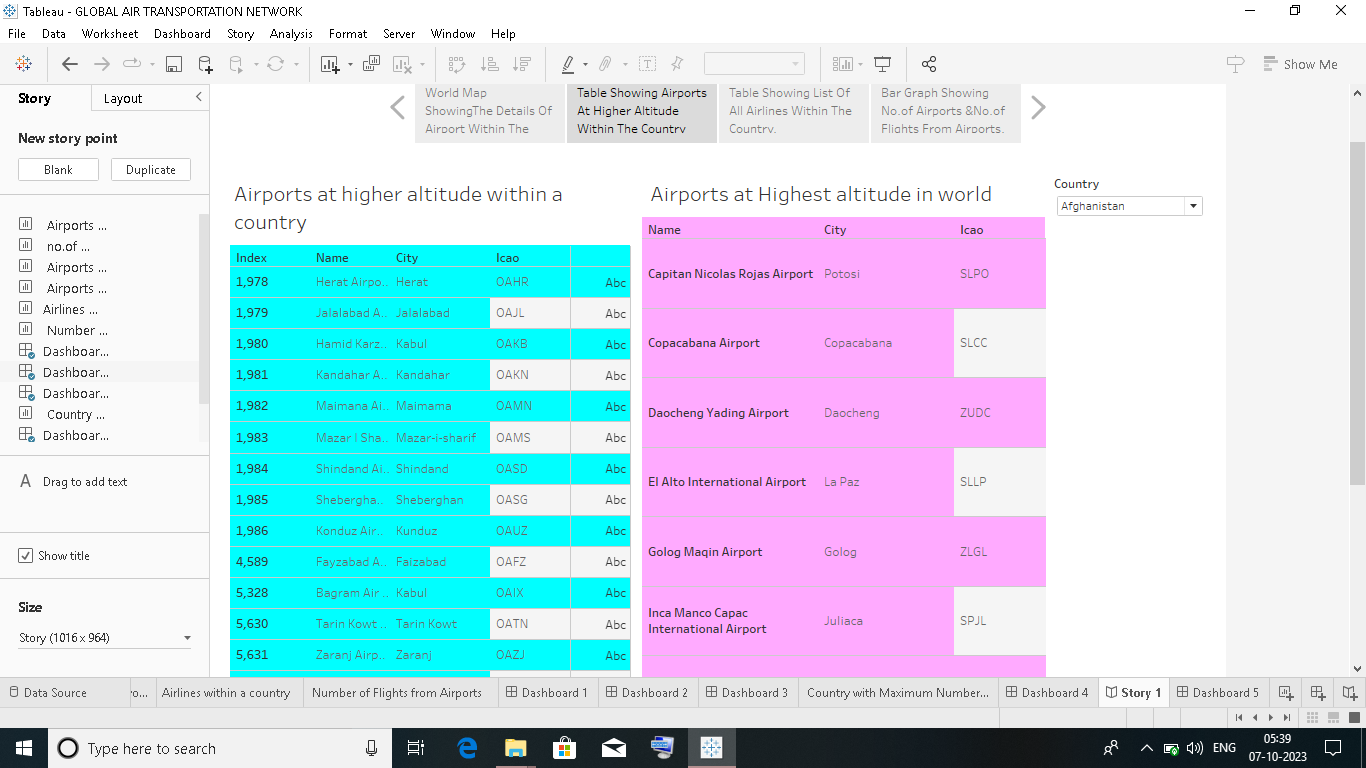 Tableau - GLOBAL AIR TRANSPORTATION NETWORK
File Data Worksheet Dashboard Story Analysis Format Server Window Help
Show Me
Story Layout
New story point
Blank Duplicate
Airports ...
no.of ...
Airports ...
Airports ...
Airlines ...
Number ...
Dashboar...
Dashboar...
Dashboar...
Country ...
Dashboar...
A Drag to add text
Show title
Size
Story (1016 x 964)
World Map
ShowingThe Details Of
Airport Within The
Table Showing Airports
At Higher Altitude
Within The Country
Table Showing List Of
All Airlines Within The
Country.
Bar Graph Showing
No.of Airports &No.of
Flights From Airports.
Airports at higher altitude within a
country
Index Name City Icao
1,978 Herat Airpo.. Herat OAHR Abc
1,979 Jalalabad A.. Jalalabad OAJL Abc
1,980 Hamid Karz.. Kabul OAKB Abc
1,981 Kandahar A.. Kandahar OAKN Abc
1,982 Maimana Ai.. Maimama OAMN Abc
1,983 Mazar I Sha.. Mazar-i-sharif OAMS Abc
1,984 Shindand Ai.. Shindand OASD Abc
1,985 Shebergha.. Sheberghan OASG Abc
1,986 Konduz Air.. Kunduz OAUZ Abc
4,589 Fayzabad A.. Faizabad OAFZ Abc
5,328 Bagram Air .. Kabul OAIX Abc
5,630 Tarin Kowt .. Tarin Kowt OATN Abc
5,631 Zaranj Airp.. Zaranj OAZJ Abc
Airports at Highest altitude in world
Name City Icao
Capitan Nicolas Rojas Airport Potosi SLPO
Copacabana Airport Copacabana SLCC
Daocheng Yading Airport Daocheng ZUDC
El Alto International Airport La Paz SLLP
Golog Maqin Airport Golog ZLGL
Inca Manco Capac
International Airport Juliaca SPJL
Country
Afghanistan
Data Source yo... Airlines within a country Number of Flights from Airports Dashboard 1 Dashboard 2 Dashboard 3 Country with Maximum Number... Dashboard 4 Story 1 Dashboard 5
Type here to search
ENG
05:39
07-10-2023